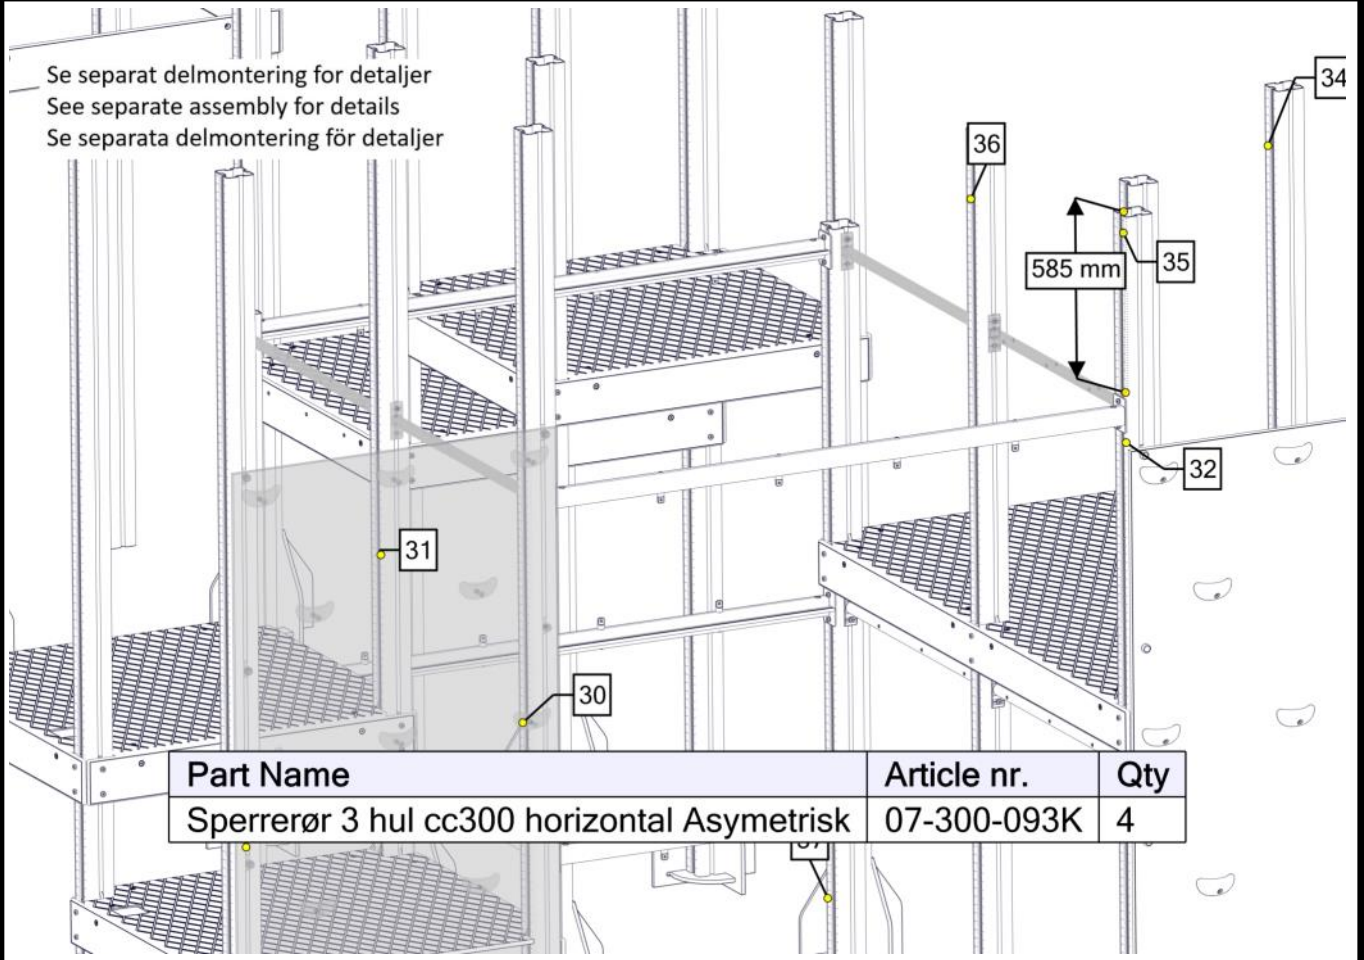 Se separat delmontering for detaljer
See separate assembly for details
Se separata delmontering för detaljer
34
36
35
585 mm
32
31
30
Part Name Article nr. Qty
Sperrerør 3 hul cc300 horizontal Asymetrisk 07-300-093K 4